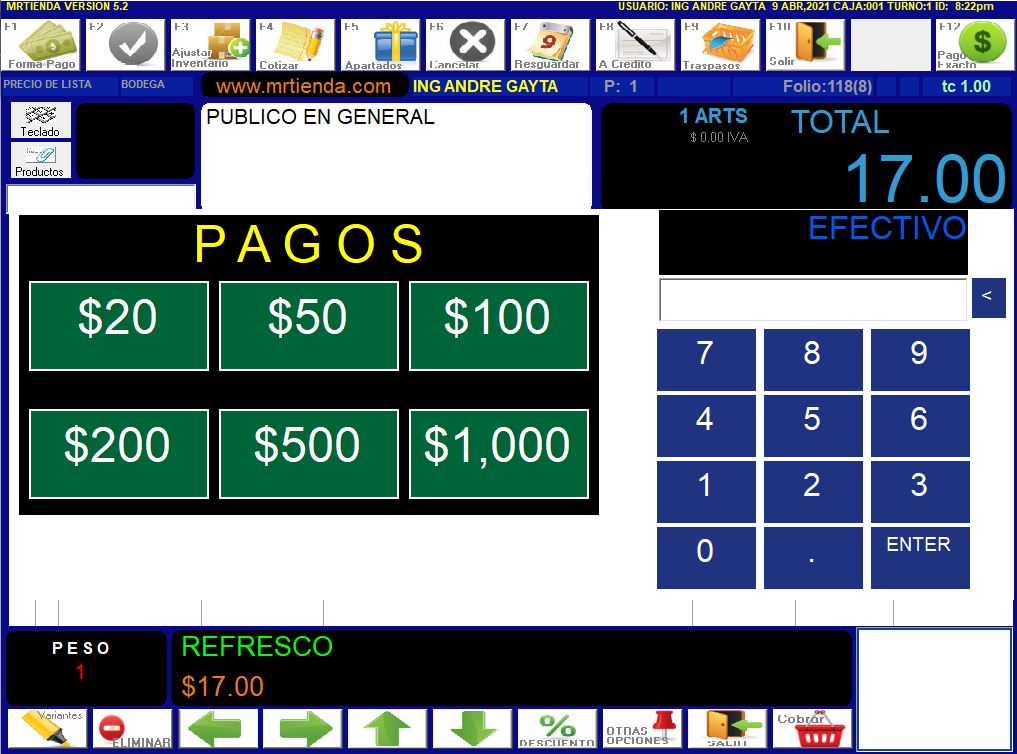 MRTIENDA VERSION 5.2
USUARIO: ING ANDRE GAYTA 9 ABR,2021 CAJA:001 TURNO:1 ID: 8:22pm
F1 Forma Pago
F2
F3 Ajustar Inventario
F4 Cotizar
F5 Apartados
F6 Cancelar
F7 9 Resguardar
F8 A Credito
F9 Traspasos
F10 Salir
F12 Pago Exacto $
PRECIO DE LISTA
BODEGA
www.mrtienda.com
ING ANDRE GAYTA
P: 1
Folio:118(8)
tc 1.00
Teclado
Productos
PUBLICO EN GENERAL
1 ARTS
$ 0.00 IVA
TOTAL
17.00
PAGOS
$20 $50 $100
$200 $500 $1,000
EFECTIVO
<
7 8 9
4 5 6
1 2 3
0 . ENTER
PESO
1
REFRESCO
$17.00
Variantes
ELIMINAR
% DESCUENTO
OTRAS OPCIONES
SALIR
Cobrar